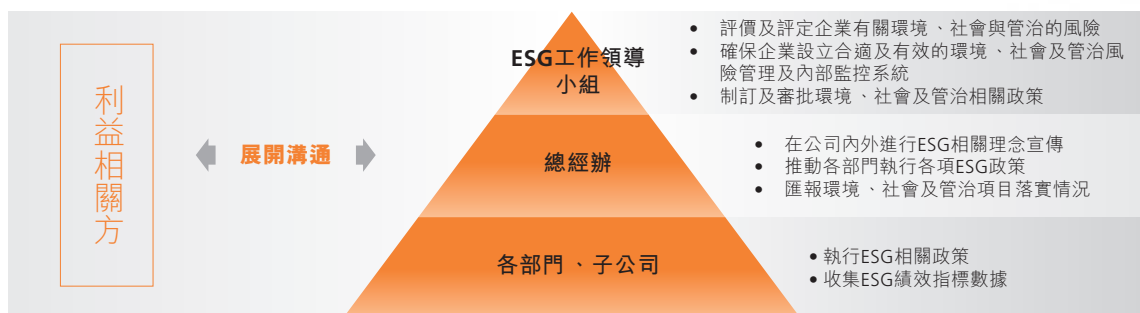 利益相關方
展開溝通
ESG工作領導
小組
• 評價及評定企業有關環境、社會與管治的風險
• 確保企業設立合適及有效的環境、社會及管治風
險管理及內部監控系統
• 制訂及審批環境、社會及管治相關政策
總經辦
• 在公司內外進行ESG相關理念宣傳
• 推動各部門執行各項ESG政策
• 匯報環境、社會及管治項目落實情況
各部門、子公司
• 執行ESG相關政策
• 收集ESG績效指標數據